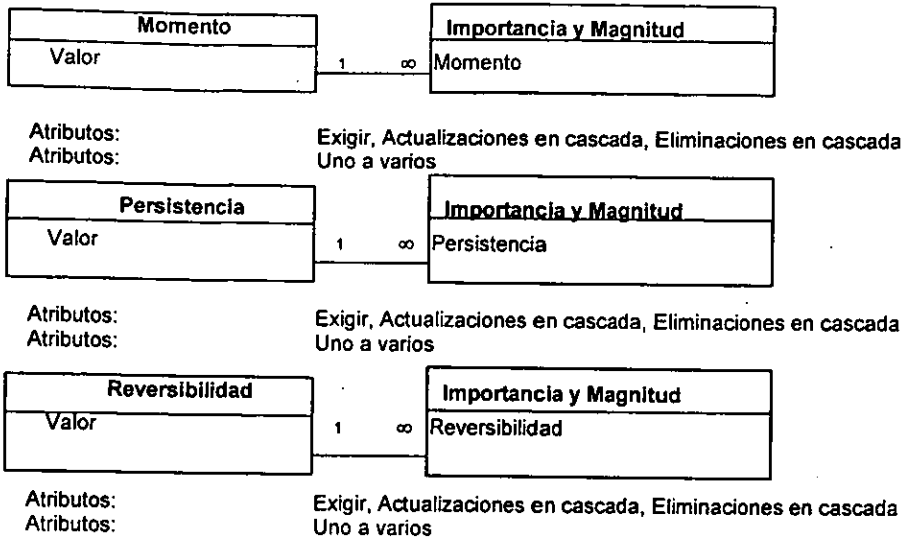 Momento Importancia y Magnitud
Valor 1 ∞ Momento
Atributos: Exigir, Actualizaciones en cascada, Eliminaciones en cascada
Atributos: Uno a varios
Persistencia Importancia y Magnitud
Valor 1 ∞ Persistencia
Atributos: Exigir, Actualizaciones en cascada, Eliminaciones en cascada
Atributos: Uno a varios
Reversibilidad Importancia y Magnitud
Valor 1 ∞ Reversibilidad
Atributos: Exigir, Actualizaciones en cascada, Eliminaciones en cascada
Atributos: Uno a varios